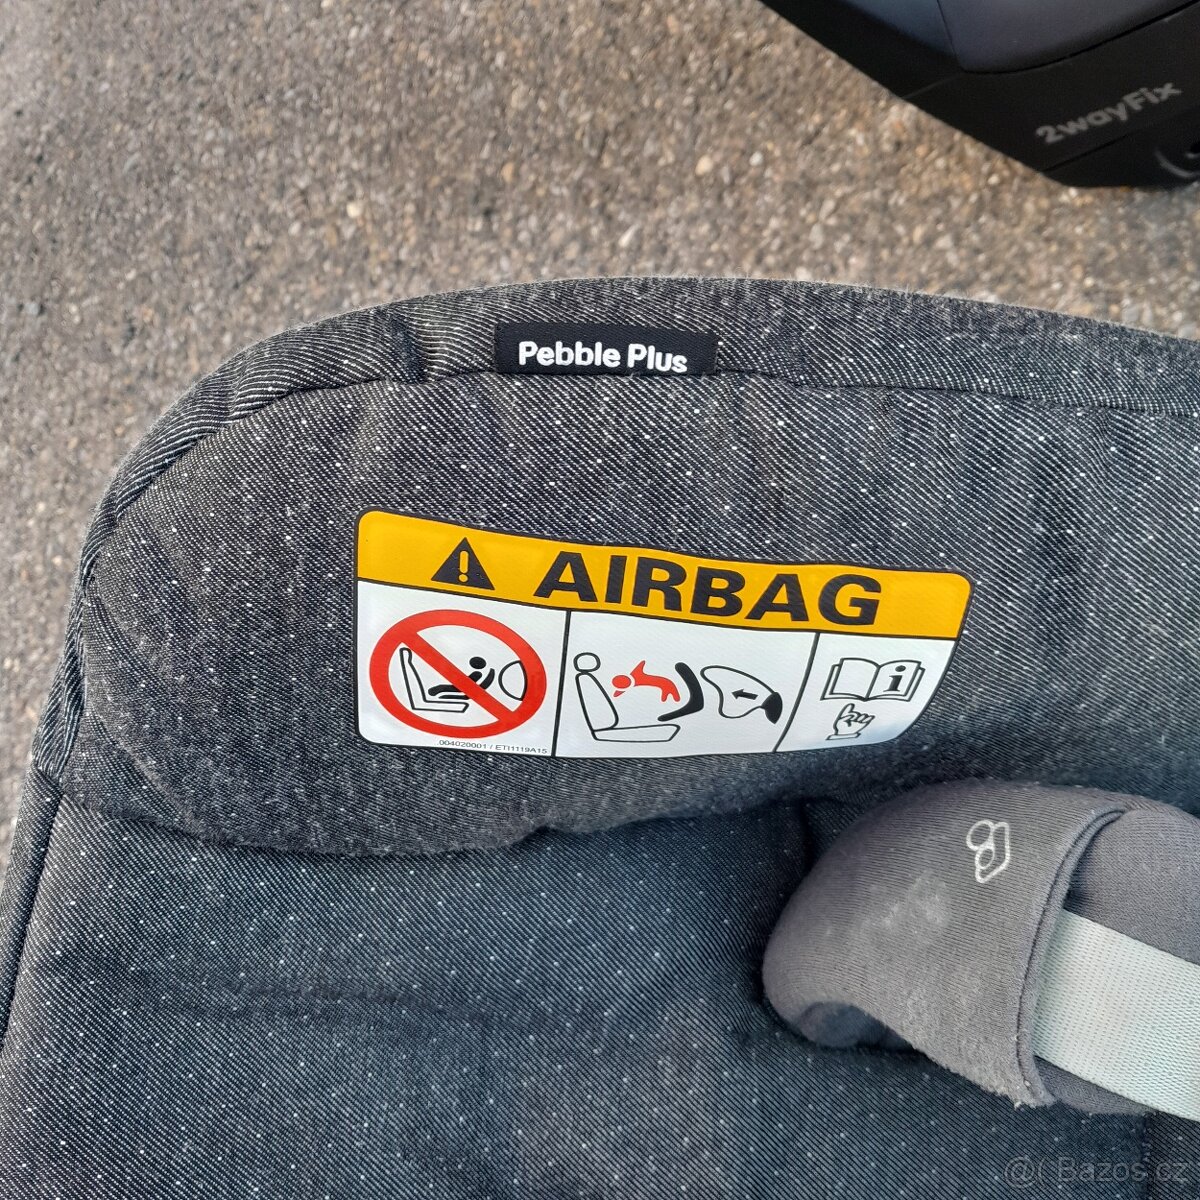 2wayFix
Pebble Plus
AIRBAG
i
004020001 / ETI1119A15
@( Bazos.cz